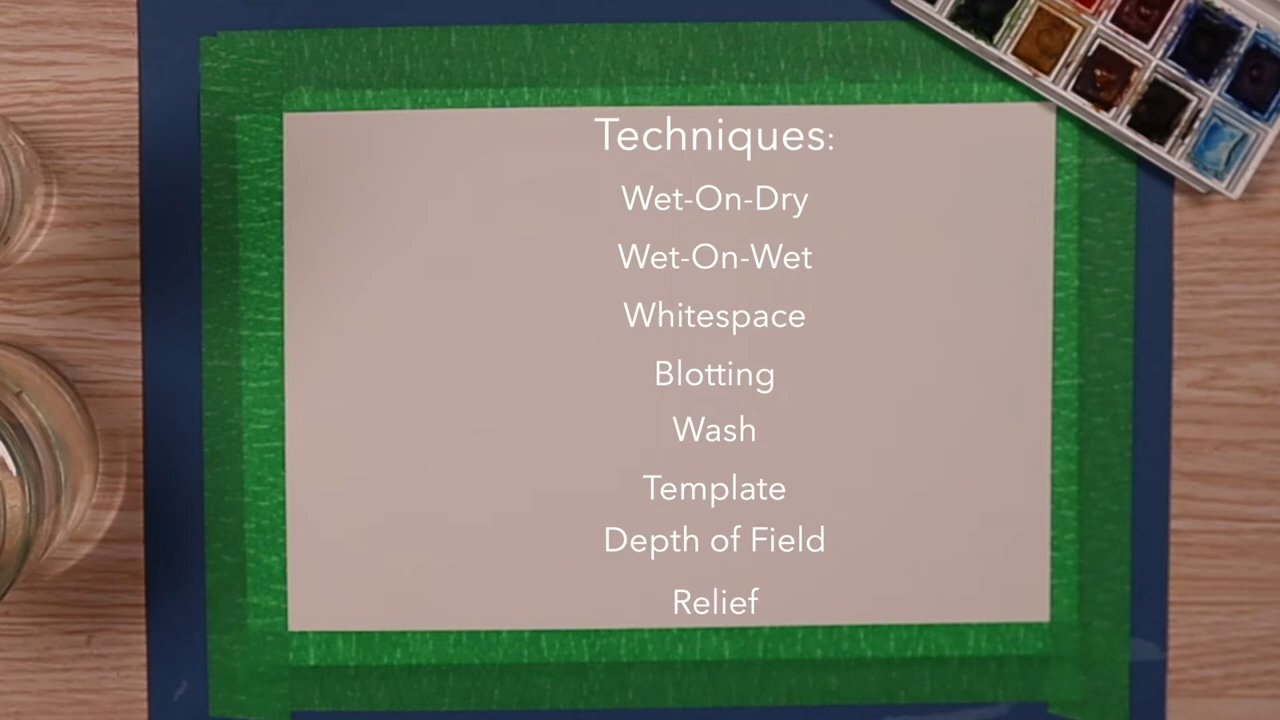 Techniques:
Wet-On-Dry
Wet-On-Wet
Whitespace
Blotting
Wash
Template
Depth of Field
Relief